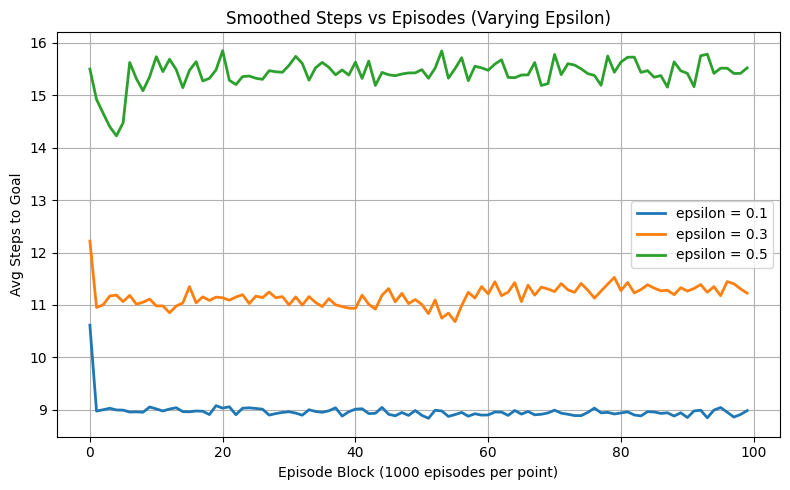 Smoothed Steps vs Episodes (Varying Epsilon)
Avg Steps to Goal
16
15
14
13
12
11
10
9
epsilon = 0.1
epsilon = 0.3
epsilon = 0.5
0 20 40 60 80 100
Episode Block (1000 episodes per point)